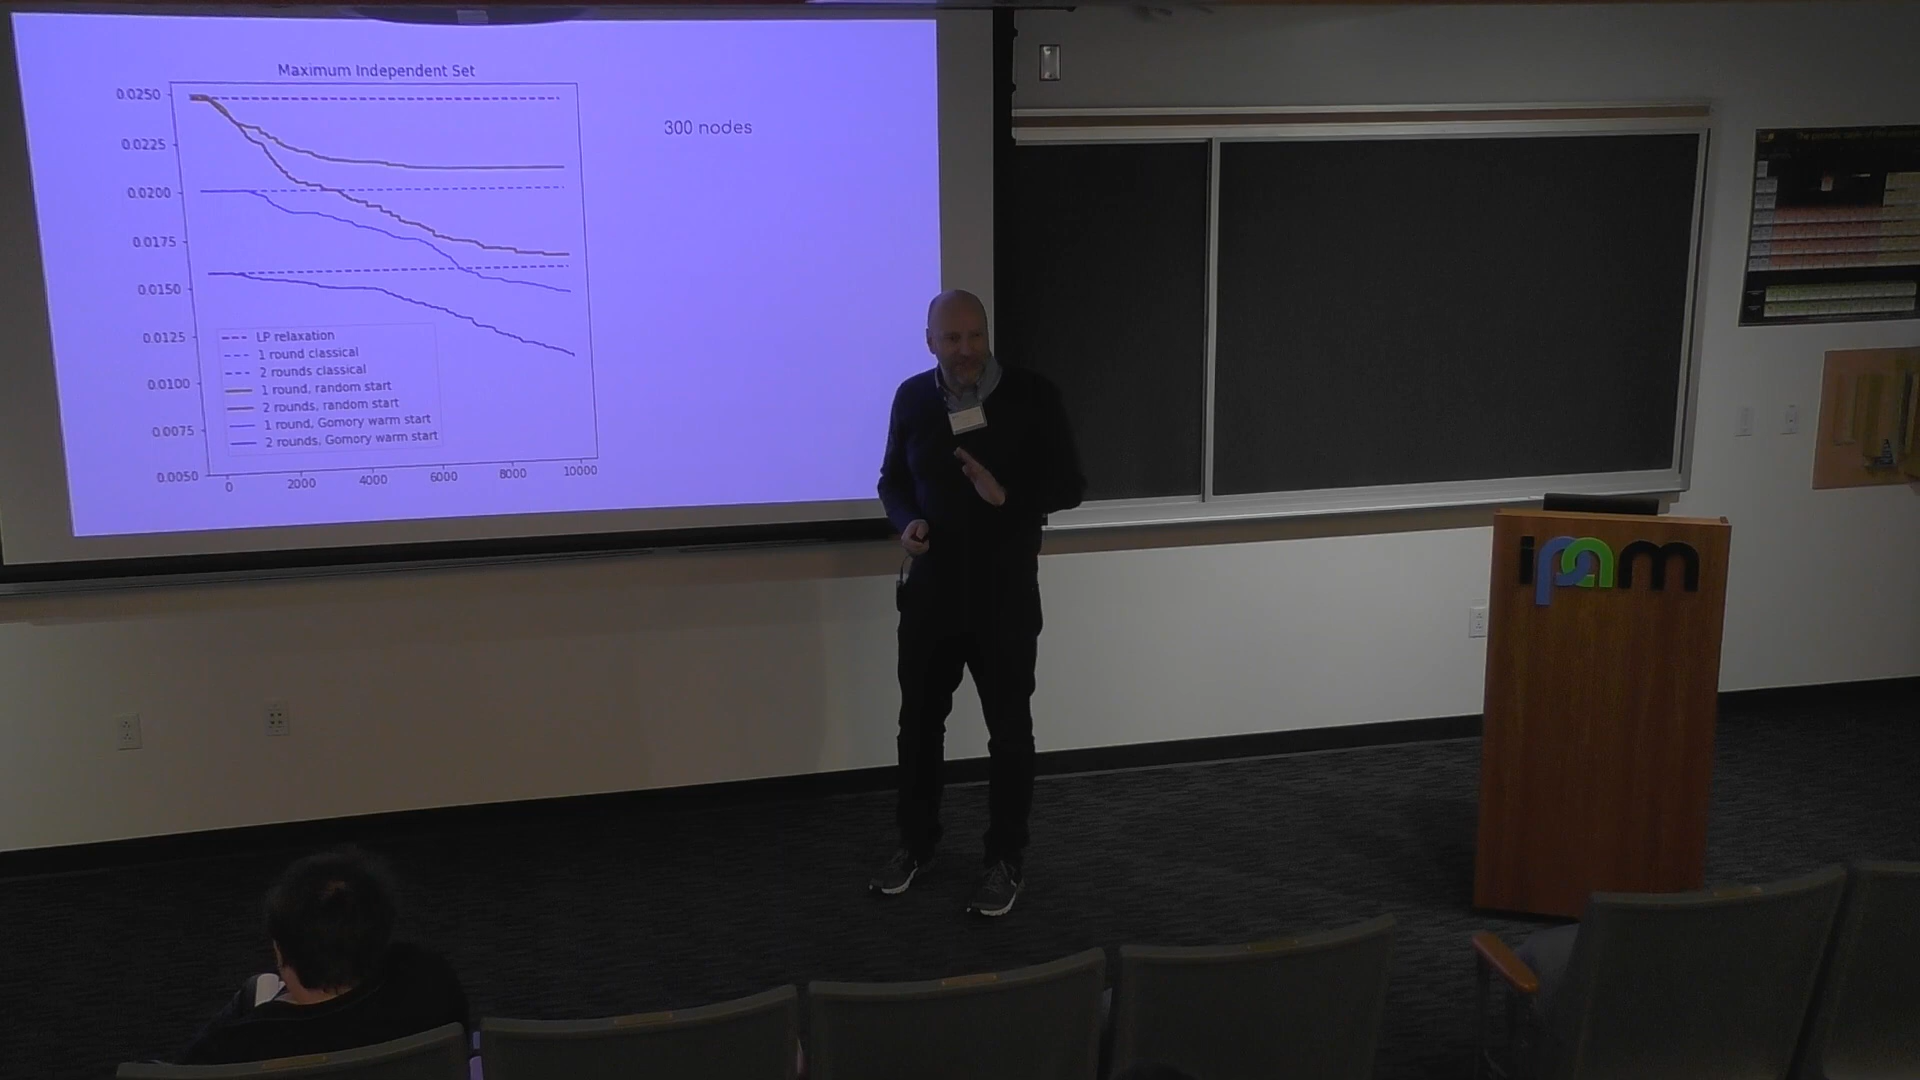 Maximum Independent Set
0.0250
0.0225
0.0200
0.0175
0.0150
0.0125
0.0100
0.0075
0.0050
0
2000
4000
6000
8000
10000
LP relaxation
1 round classical
2 rounds classical
1 round, random start
2 rounds, random start
1 round, Gomory warm start
2 rounds, Gomory warm start
300 nodes
ipam